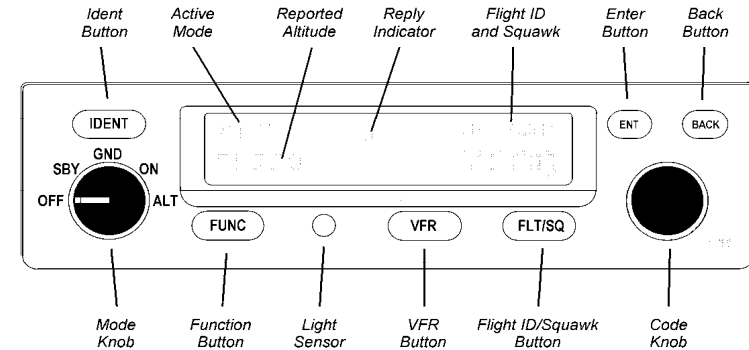 Ident Button
Active Mode
Reported Altitude
Reply Indicator
Flight ID and Squawk
Enter Button
Back Button
IDENT
ENT
BACK
GND
SBY
ON
OFF
ALT
FUNC
VFR
FLT/SQ
Mode Knob
Function Button
Light Sensor
VFR Button
Flight ID/Squawk Button
Code Knob